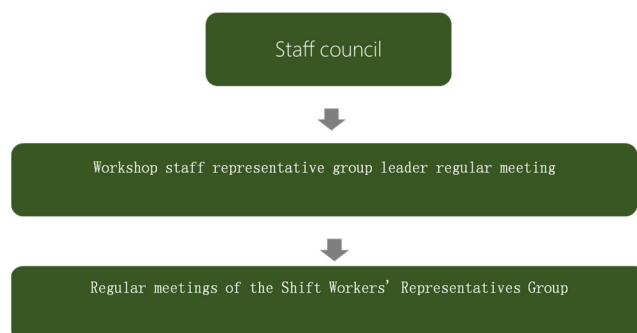 Staff council
Workshop staff representative group leader regular meeting
Regular meetings of the Shift Workers' Representatives Group